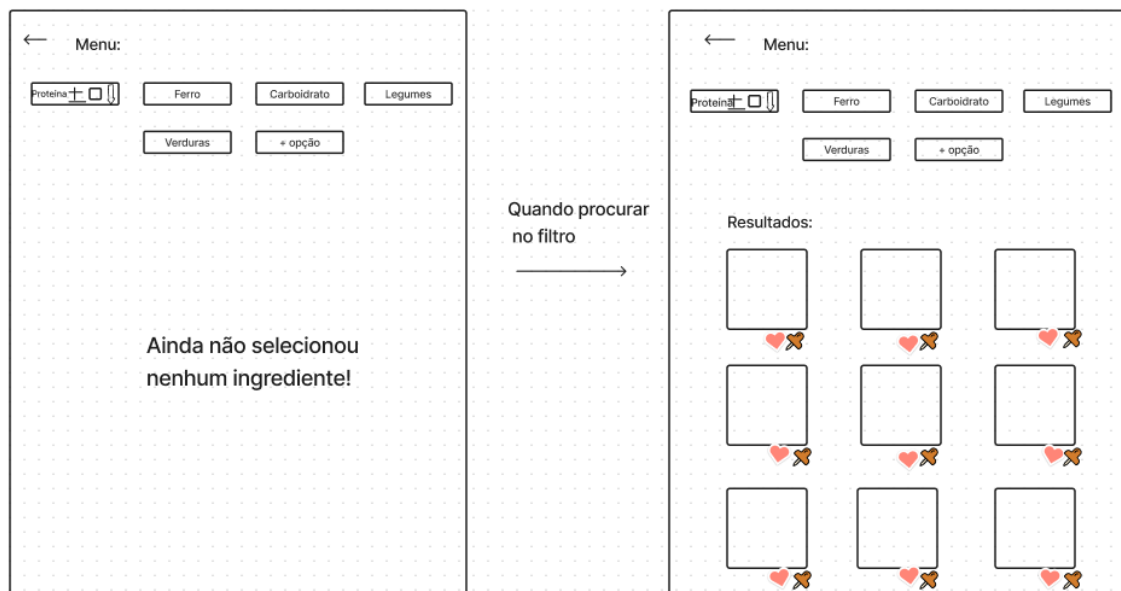 Menu:
Proteína
Ferro
Carboidrato
Legumes
Verduras
+ opção
Ainda não selecionou
nenhum ingrediente!
Quando procurar
no filtro
Menu:
Proteína
Ferro
Carboidrato
Legumes
Verduras
+ opção
Resultados: